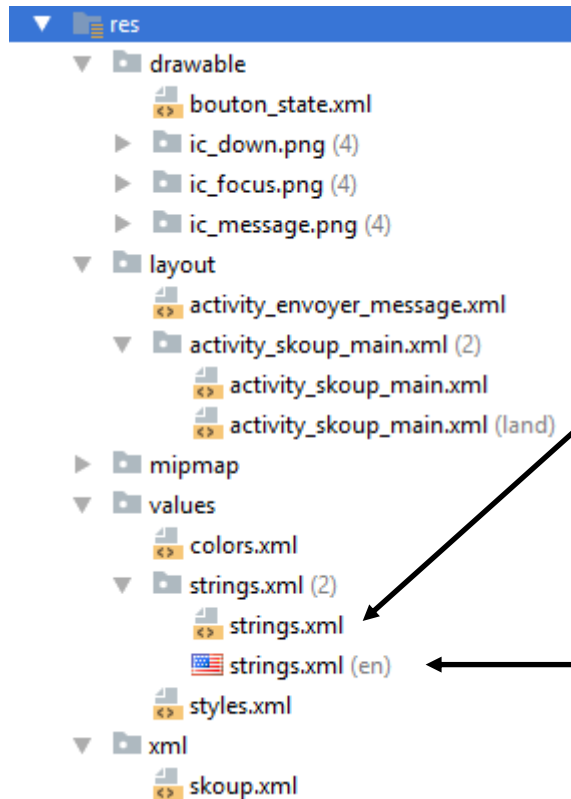 res
drawable
bouton_state.xml
ic_down.png (4)
ic_focus.png (4)
ic_message.png (4)
layout
activity_envoyer_message.xml
activity_skoup_main.xml (2)
activity_skoup_main.xml
activity_skoup_main.xml (land)
mipmap
values
colors.xml
strings.xml (2)
strings.xml
strings.xml (en)
styles.xml
xml
skoup.xml